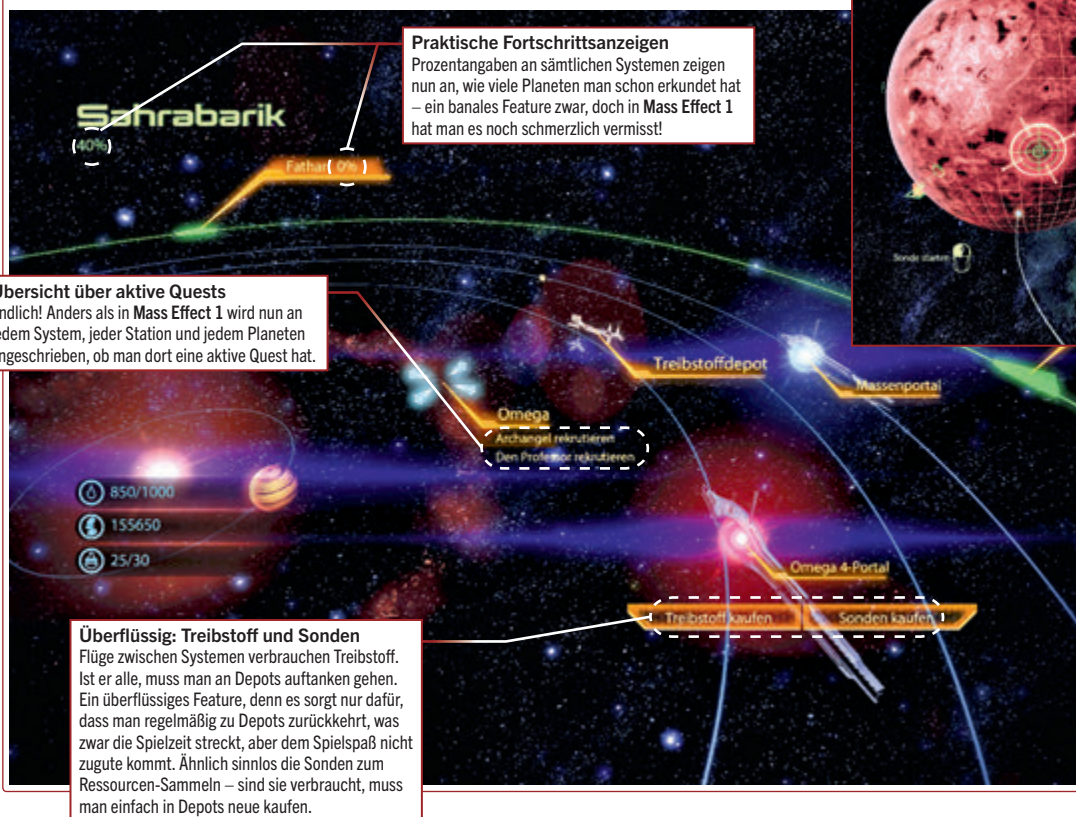 Praktische Fortschrittsanzeigen
Prozentangaben an sämtlichen Systemen zeigen
nun an, wie viele Planeten man schon erkundet hat
– ein banales Feature zwar, doch in Mass Effect 1
hat man es noch schmerzlich vermisst!
Sahrabarik
40%
Fathar 0%
Sonde starten
Übersicht über aktive Quests
ndlich! Anders als in Mass Effect 1 wird nun an
edem System, jeder Station und jedem Planeten
ngeschrieben, ob man dort eine aktive Quest hat.
Treibstoffdepot
Massenportal
Omega
Archangel rekrutieren
Den Professor rekrutieren
850/1000
155650
25/30
Omega 4-Portal
Treibstoff kaufen
Sonden kaufen
Überflüssig: Treibstoff und Sonden
Flüge zwischen Systemen verbrauchen Treibstoff.
Ist er alle, muss man an Depots auftanken gehen.
Ein überflüssiges Feature, denn es sorgt nur dafür,
dass man regelmäßig zu Depots zurückkehrt, was
zwar die Spielzeit streckt, aber dem Spielspaß nicht
zugute kommt. Ähnlich sinnlos die Sonden zum
Ressourcen-Sammeln – sind sie verbraucht, muss
man einfach in Depots neue kaufen.